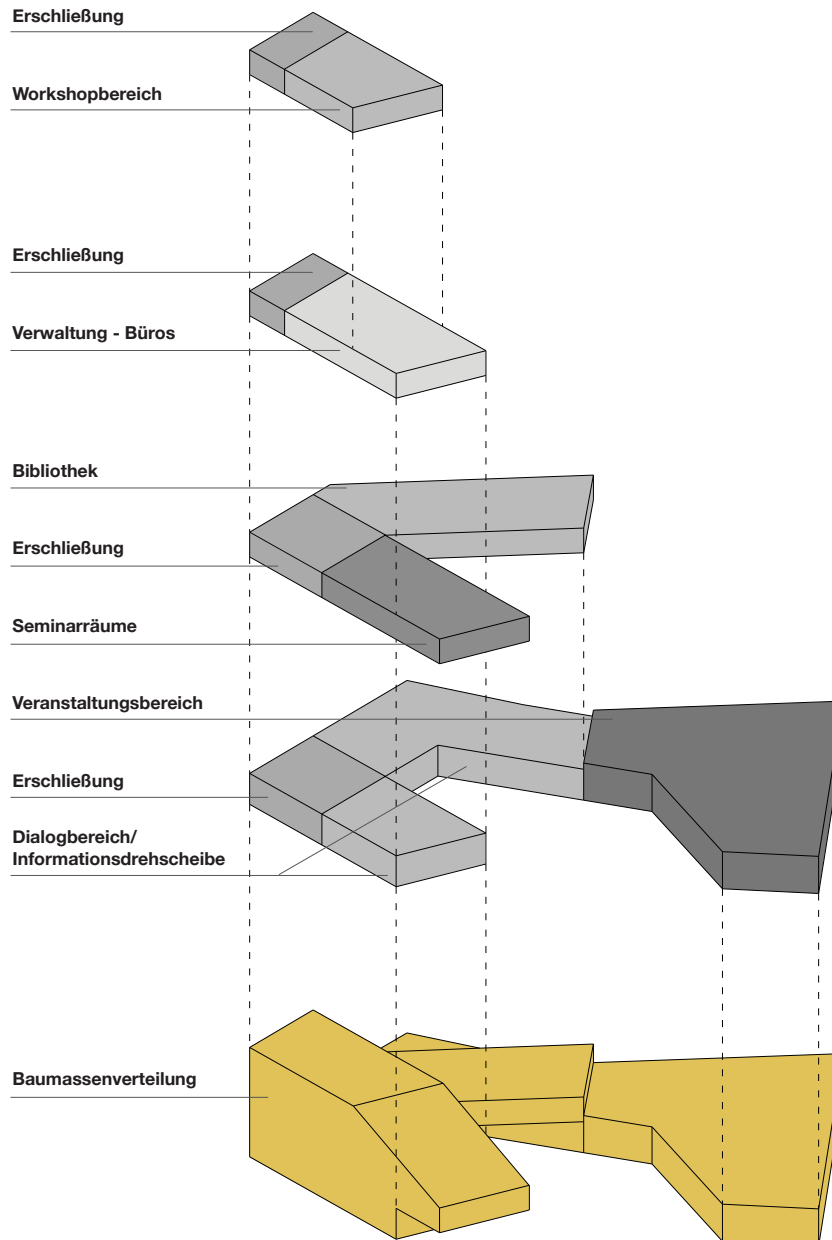 Erschließung
Workshopbereich
Erschließung
Verwaltung - Büros
Bibliothek
Erschließung
Seminarräume
Veranstaltungsbereich
Erschließung
Dialogbereich/
Informationsdrehscheibe
Baumassenverteilung